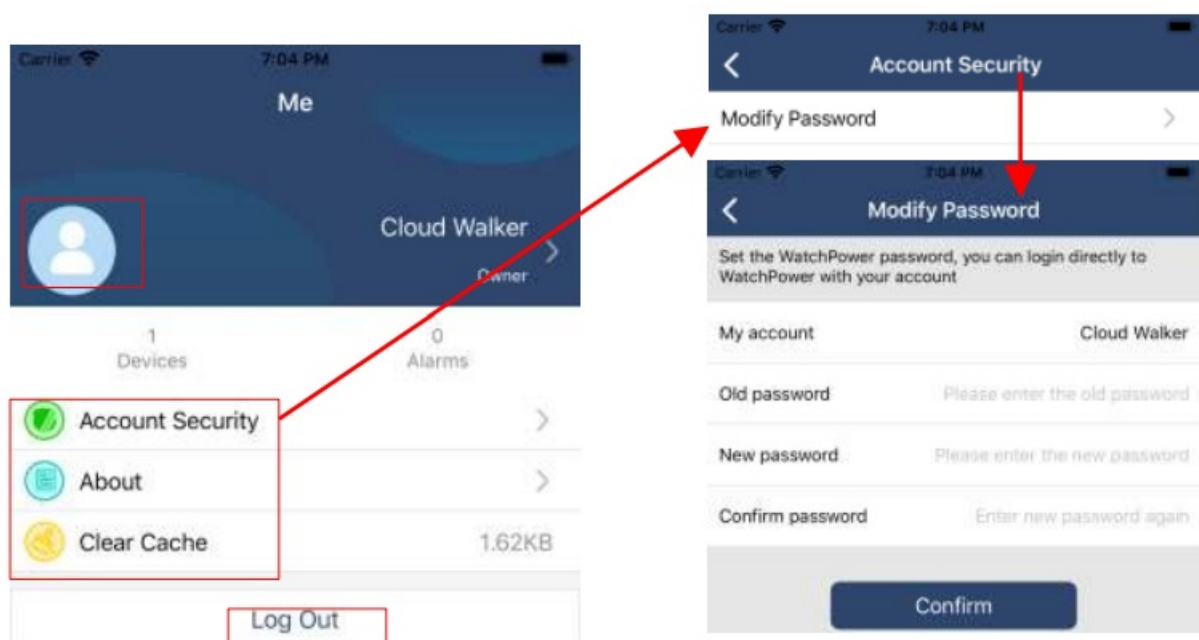 Carrier 7:04 PM
Me
Cloud Walker
Owner
1
Devices
0
Alarms
Account Security
About
Clear Cache 1.62KB
Log Out
Carrier 7:04 PM
Account Security
Modify Password
Carrier 7:04 PM
Modify Password
Set the WatchPower password, you can login directly to
WatchPower with your account
My account Cloud Walker
Old password Please enter the old password
New password Please enter the new password
Confirm password Enter new password again
Confirm